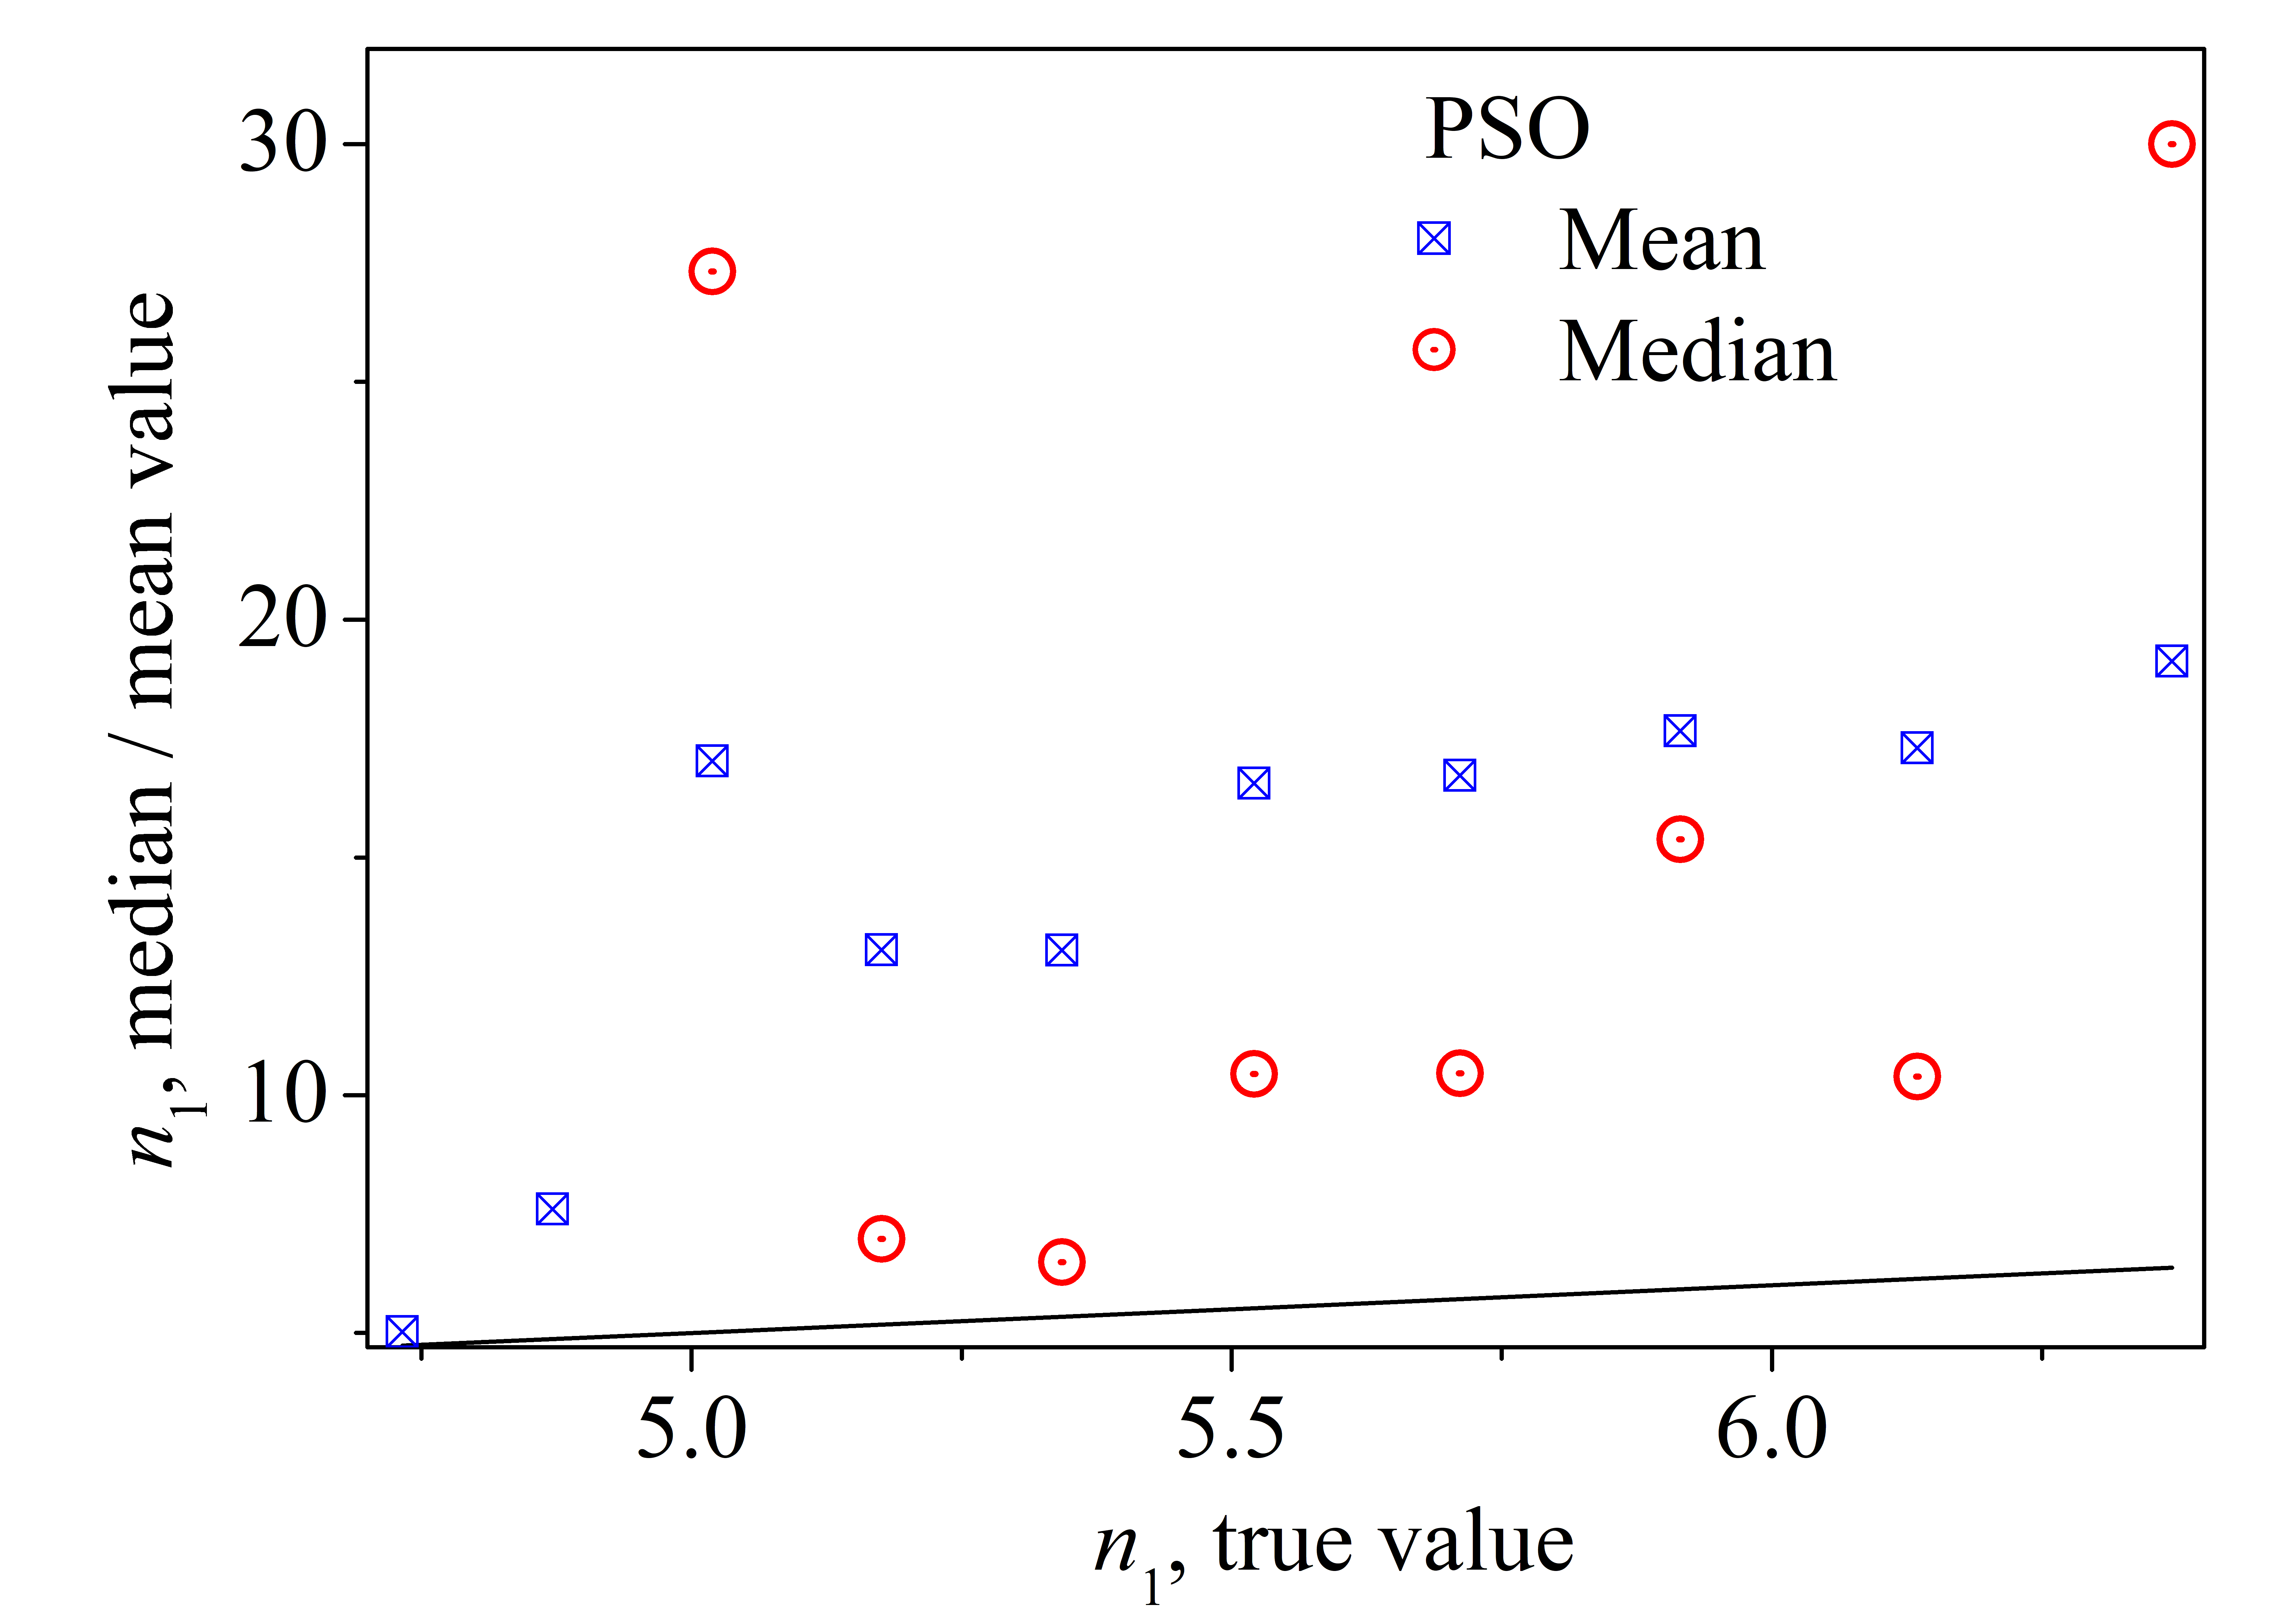 PSO
Mean
Median
30
20
10
n1, median / mean value
5.0
5.5
6.0
n1, true value